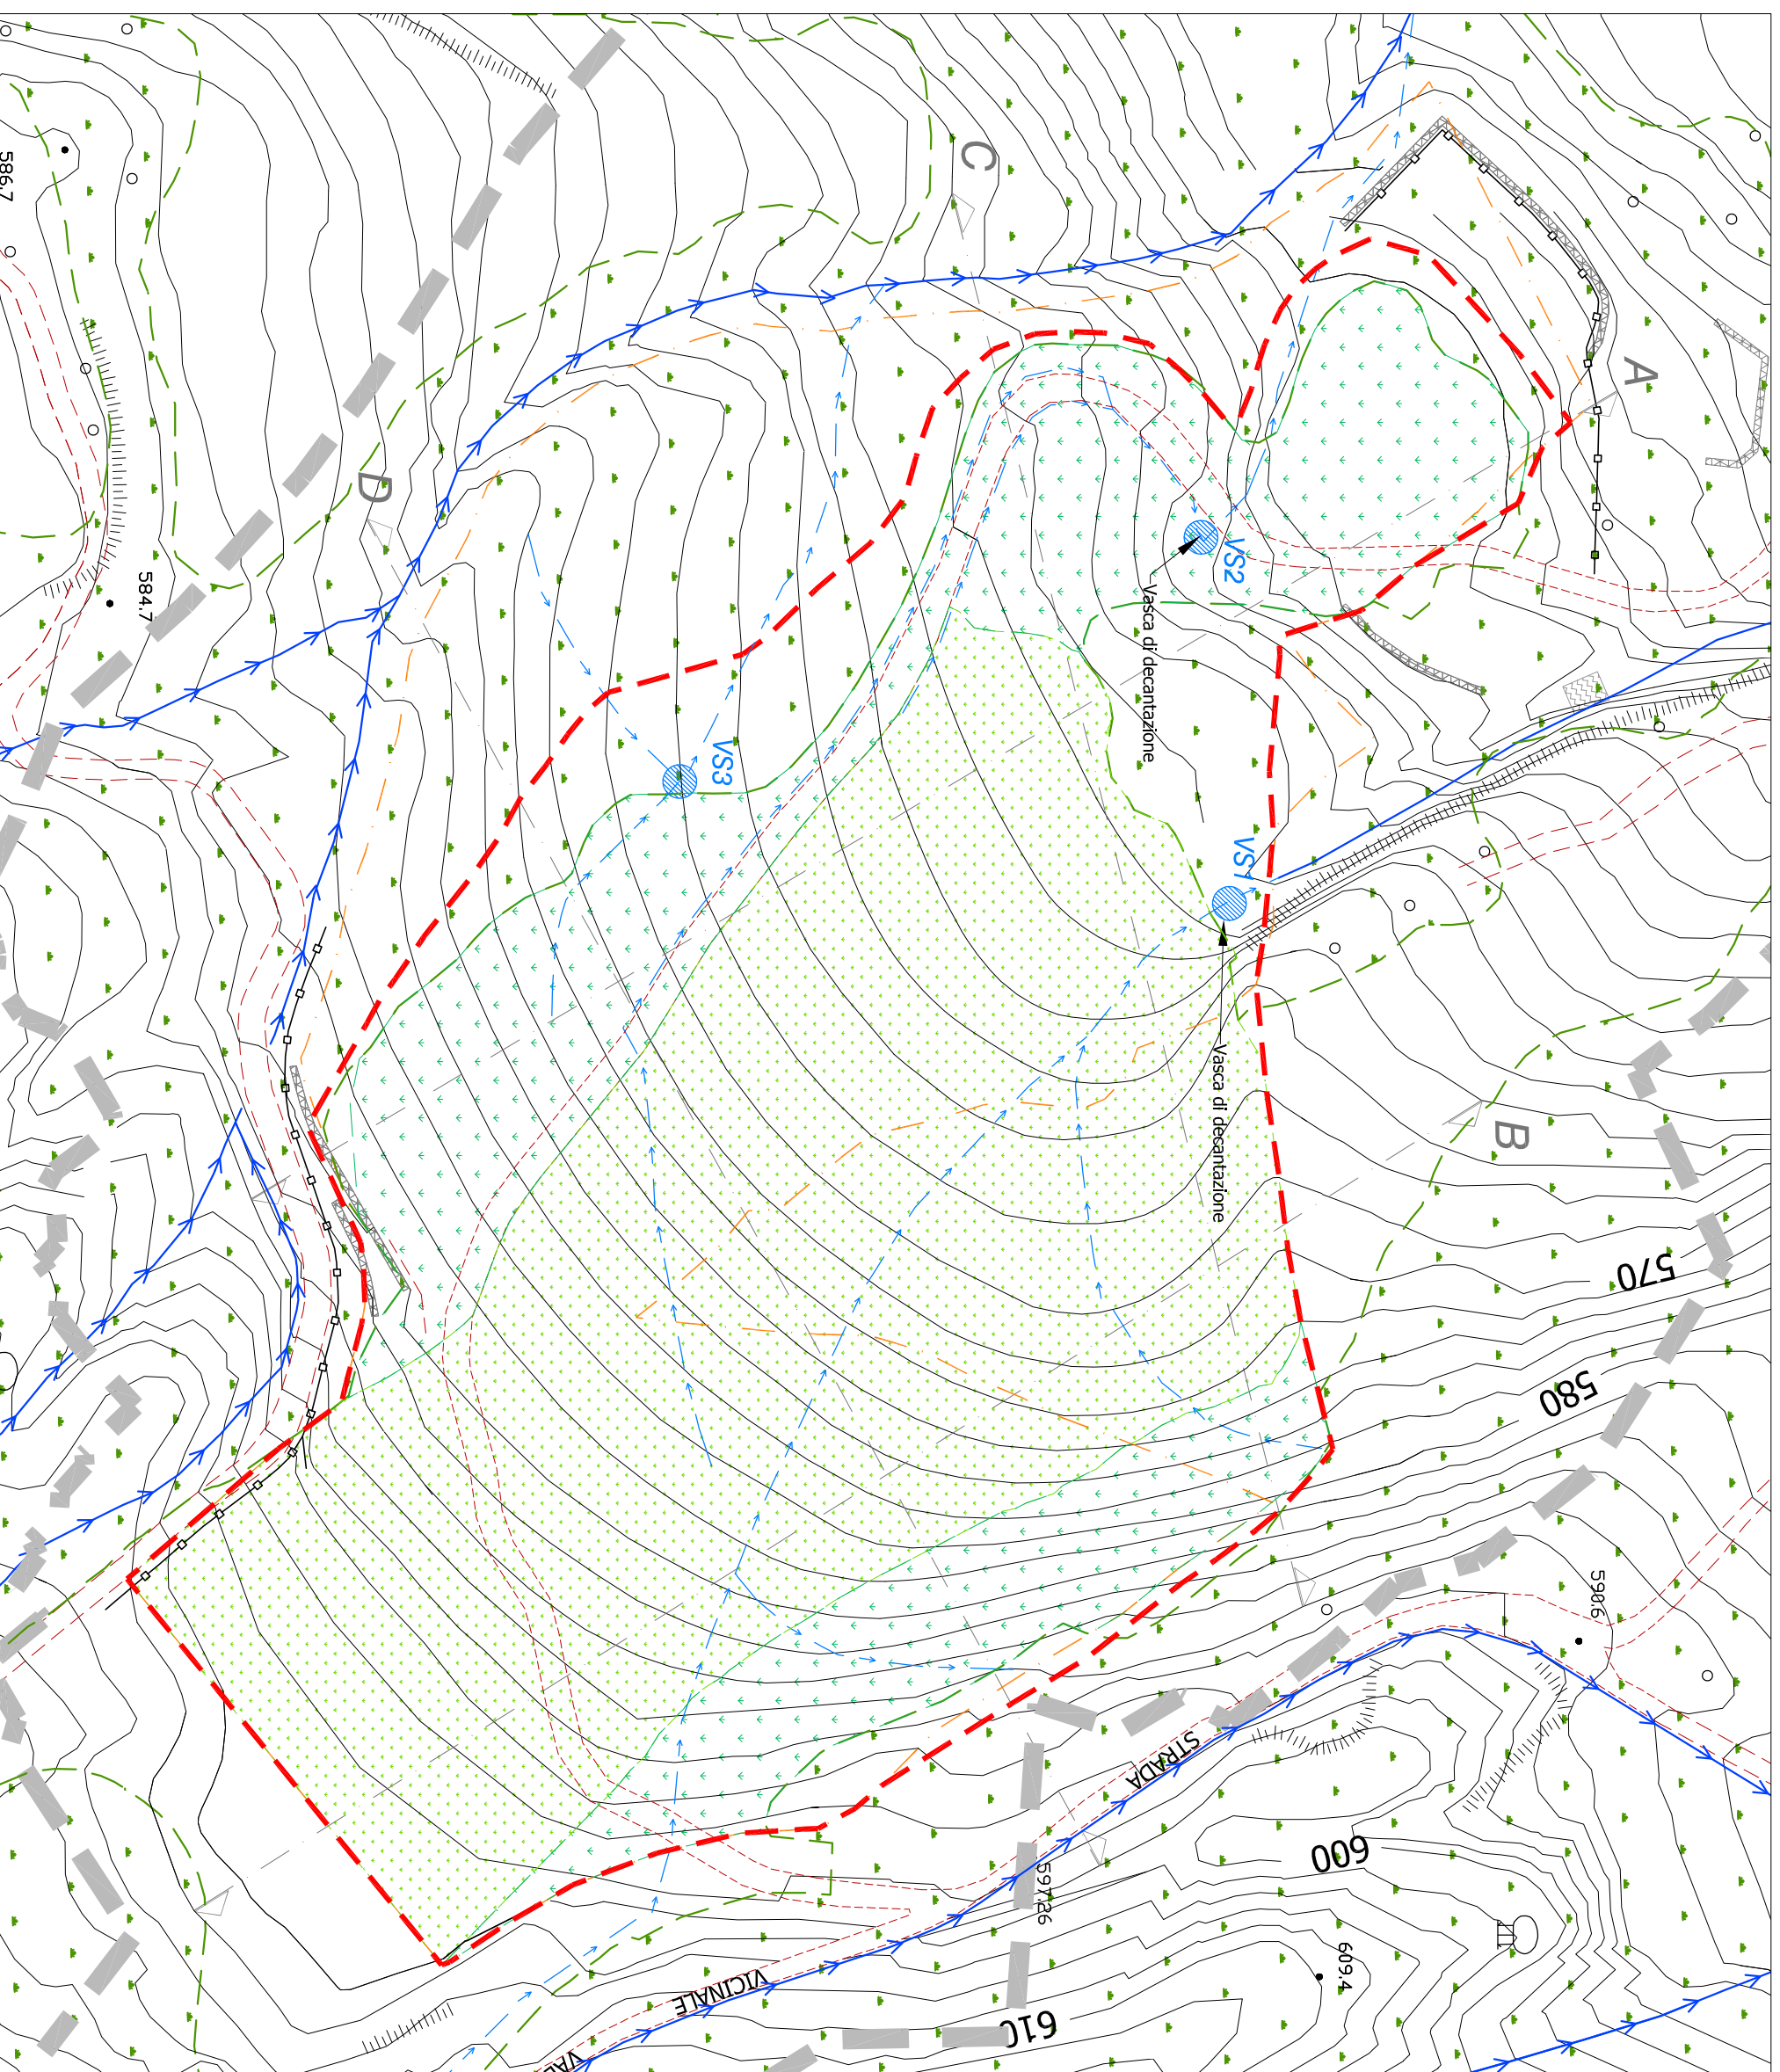 586.7
C
A
D
584.7
VS2
Vasca di decantazione
VS3
VS1
Vasca di decantazione
B
570
580
590.6
STRADA
600
597.26
609.4
VICINALE
610